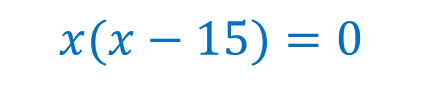 x(x − 15) = 0